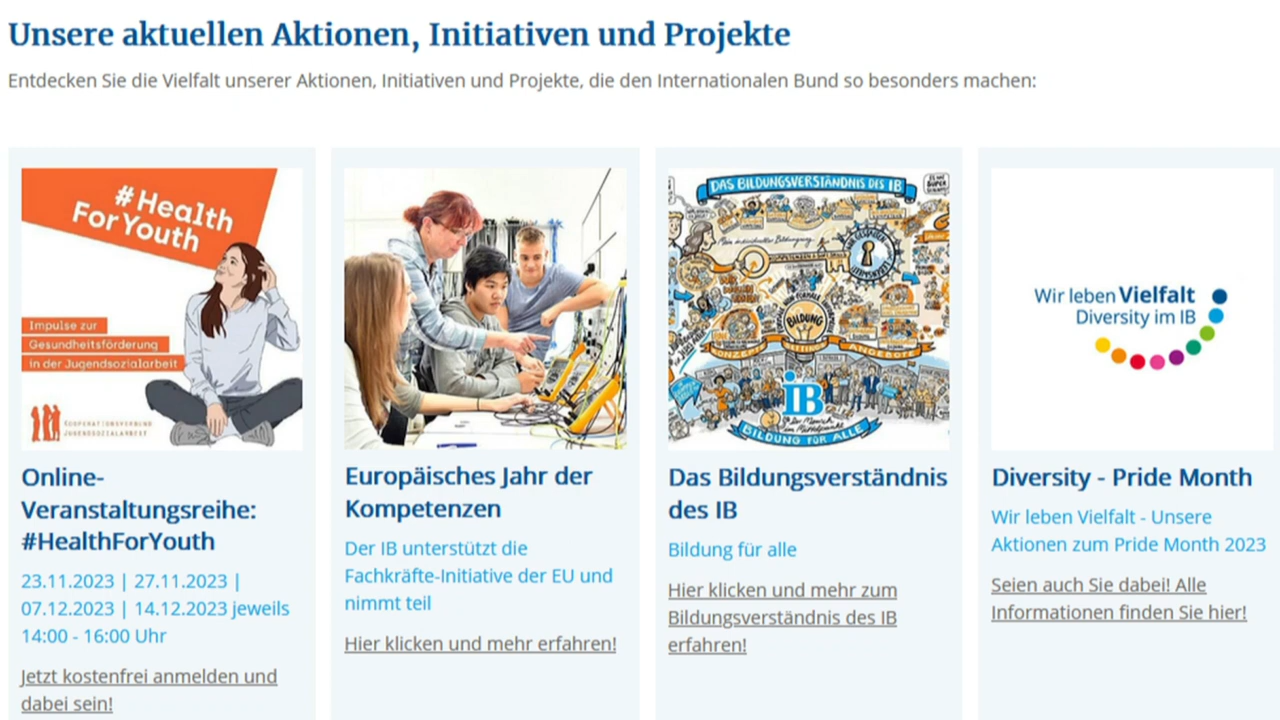 Unsere aktuellen Aktionen, Initiativen und Projekte
Entdecken Sie die Vielfalt unserer Aktionen, Initiativen und Projekte, die den Internationalen Bund so besonders machen:
#Health
ForYouth
Impulse zur
Gesundheitsförderung
in der Jugendsozialarbeit
KOOPERATIONSVERBUND
JUGENDSOZIALARBEIT
Online-
Veranstaltungsreihe:
#HealthForYouth
23.11.2023 | 27.11.2023 |
07.12.2023 | 14.12.2023 jeweils
14:00 - 16:00 Uhr
Jetzt kostenfrei anmelden und
dabei sein!
Europäisches Jahr der
Kompetenzen
Der IB unterstützt die
Fachkräfte-Initiative der EU und
nimmt teil
Hier klicken und mehr erfahren!
DAS BILDUNGSVERSTÄNDNIS DES IB
BILDUNG
KONZEPTE
ANGEBOTE
IB
Der Mensch
im Mittelpunkt
BILDUNG FÜR ALLE
Das Bildungsverständnis
des IB
Bildung für alle
Hier klicken und mehr zum
Bildungsverständnis des IB
erfahren!
Wir leben Vielfalt
Diversity im IB
Diversity - Pride Month
Wir leben Vielfalt - Unsere
Aktionen zum Pride Month 2023
Seien auch Sie dabei! Alle
Informationen finden Sie hier!